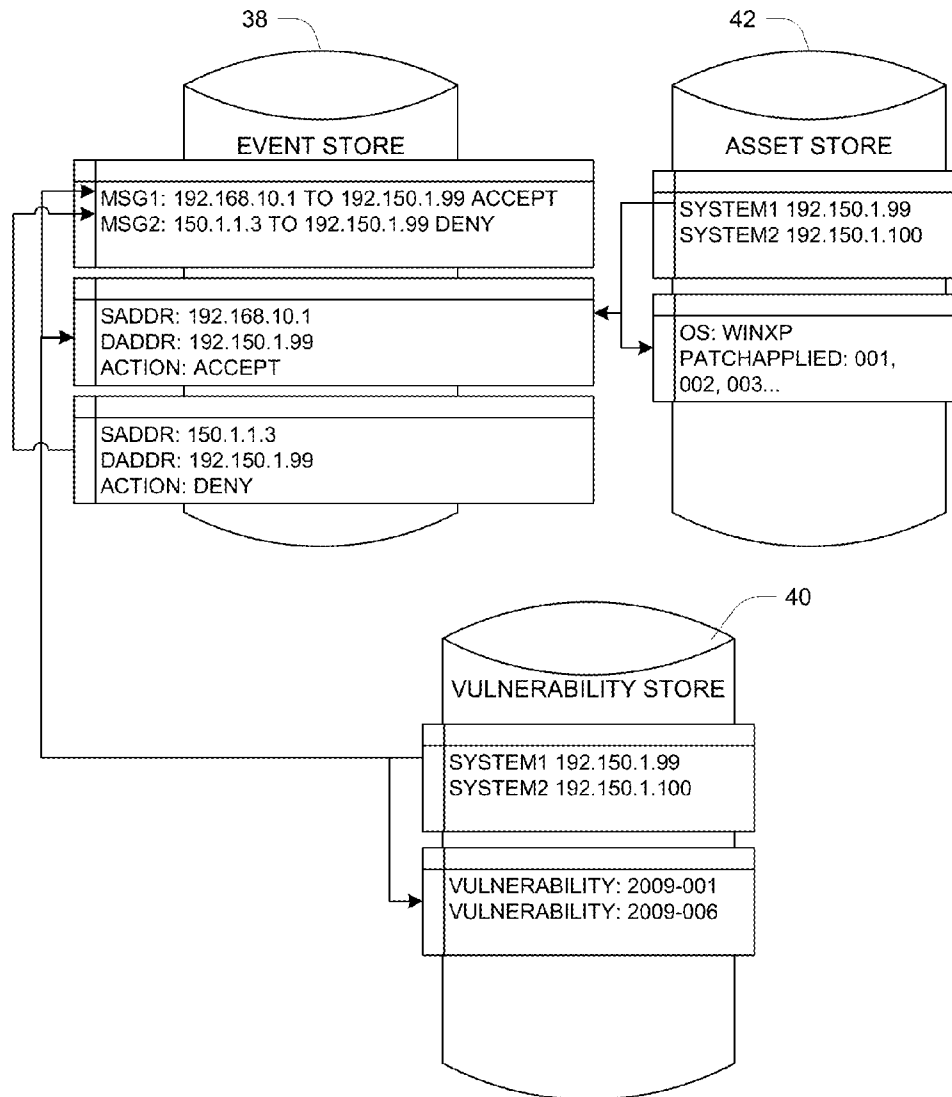 38
EVENT STORE
MSG1: 192.168.10.1 TO 192.150.1.99 ACCEPT
MSG2: 150.1.1.3 TO 192.150.1.99 DENY
SADDR: 192.168.10.1
DADDR: 192.150.1.99
ACTION: ACCEPT
SADDR: 150.1.1.3
DADDR: 192.150.1.99
ACTION: DENY
42
ASSET STORE
SYSTEM1 192.150.1.99
SYSTEM2 192.150.1.100
OS: WINXP
PATCHAPPLIED: 001,
002, 003...
40
VULNERABILITY STORE
SYSTEM1 192.150.1.99
SYSTEM2 192.150.1.100
VULNERABILITY: 2009-001
VULNERABILITY: 2009-006